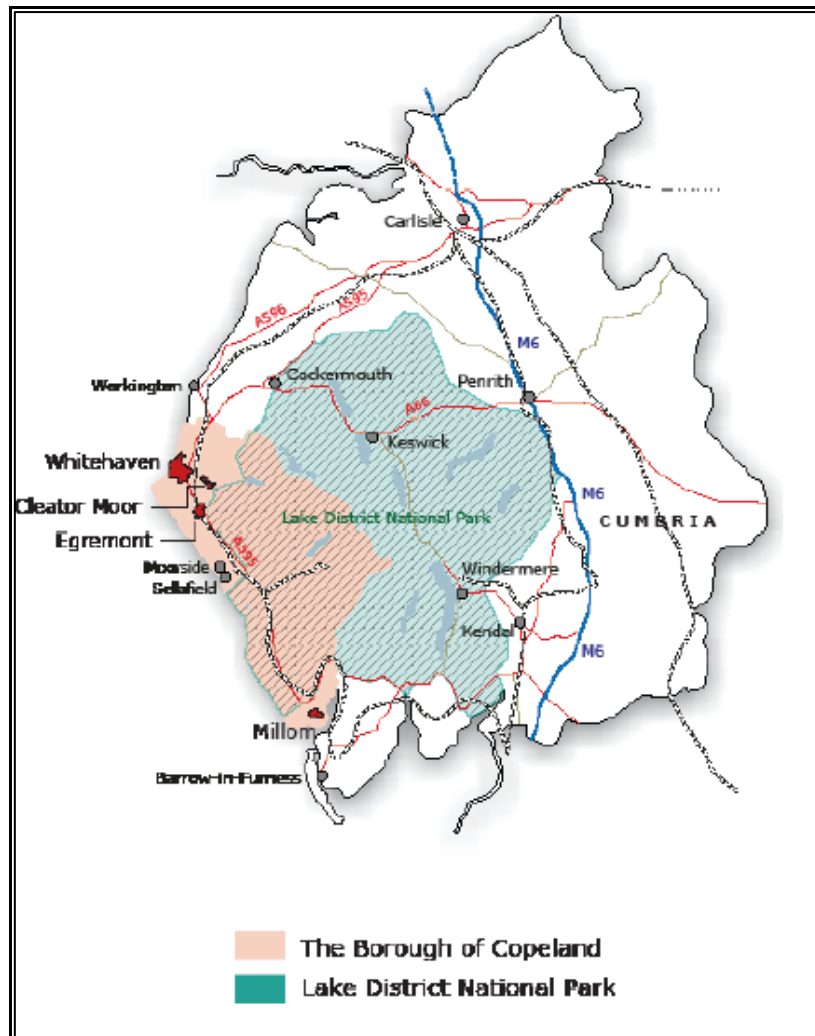 Carlisle
A596
A595
M6
Workington
Cockermouth
Penrith
A66
Keswick
Whitehaven
Cleator Moor
M6
Lake District National Park
CUMBRIA
Egremont
A595
Moorside
Sellafield
Windermere
Kendal
M6
Millom
Barrow-in-Furness
The Borough of Copeland
Lake District National Park